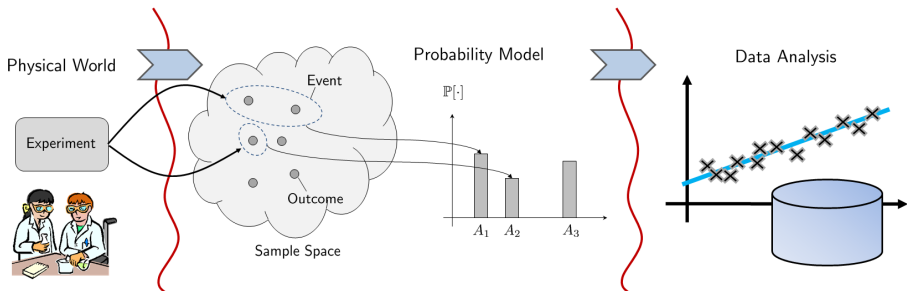 Physical World
Experiment
Event
Outcome
Sample Space
Probability Model
ℙ[·]
A₁
A₂
A₃
Data Analysis